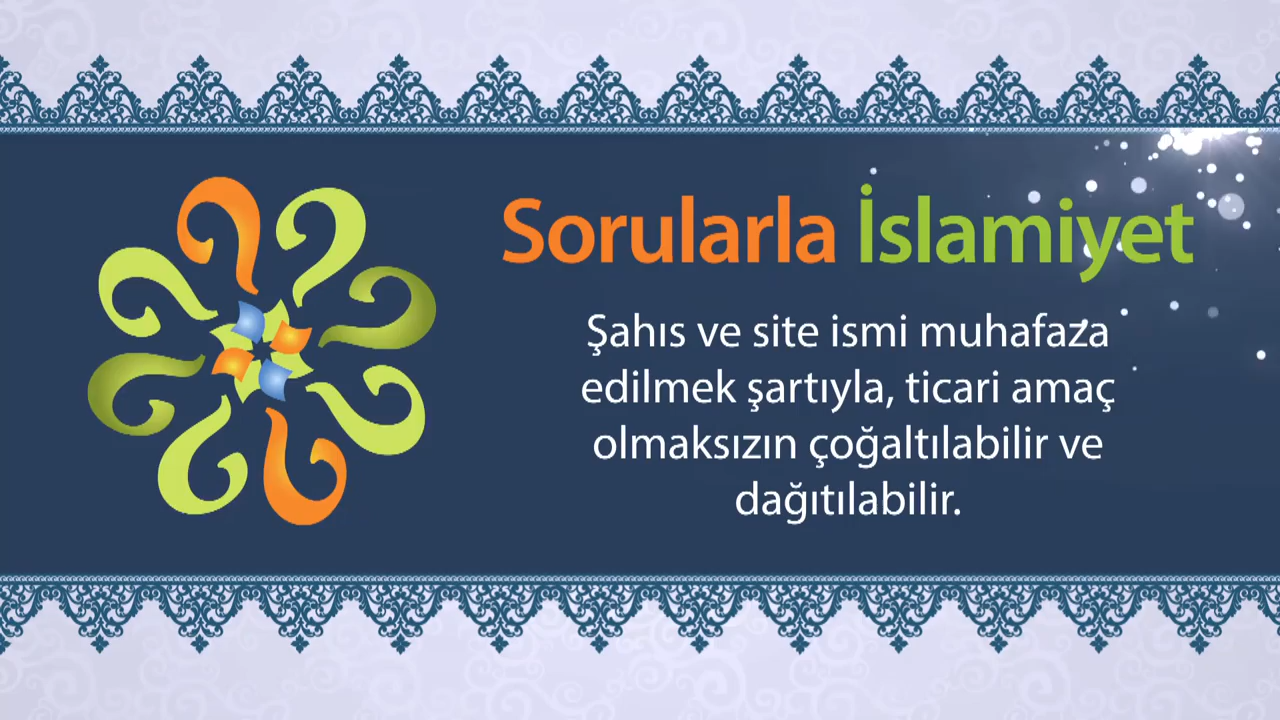 Sorularla İslamiyet
Şahıs ve site ismi muhafaza
edilmek şartıyla, ticari amaç
olmaksızın çoğaltılabilir ve
dağıtılabilir.